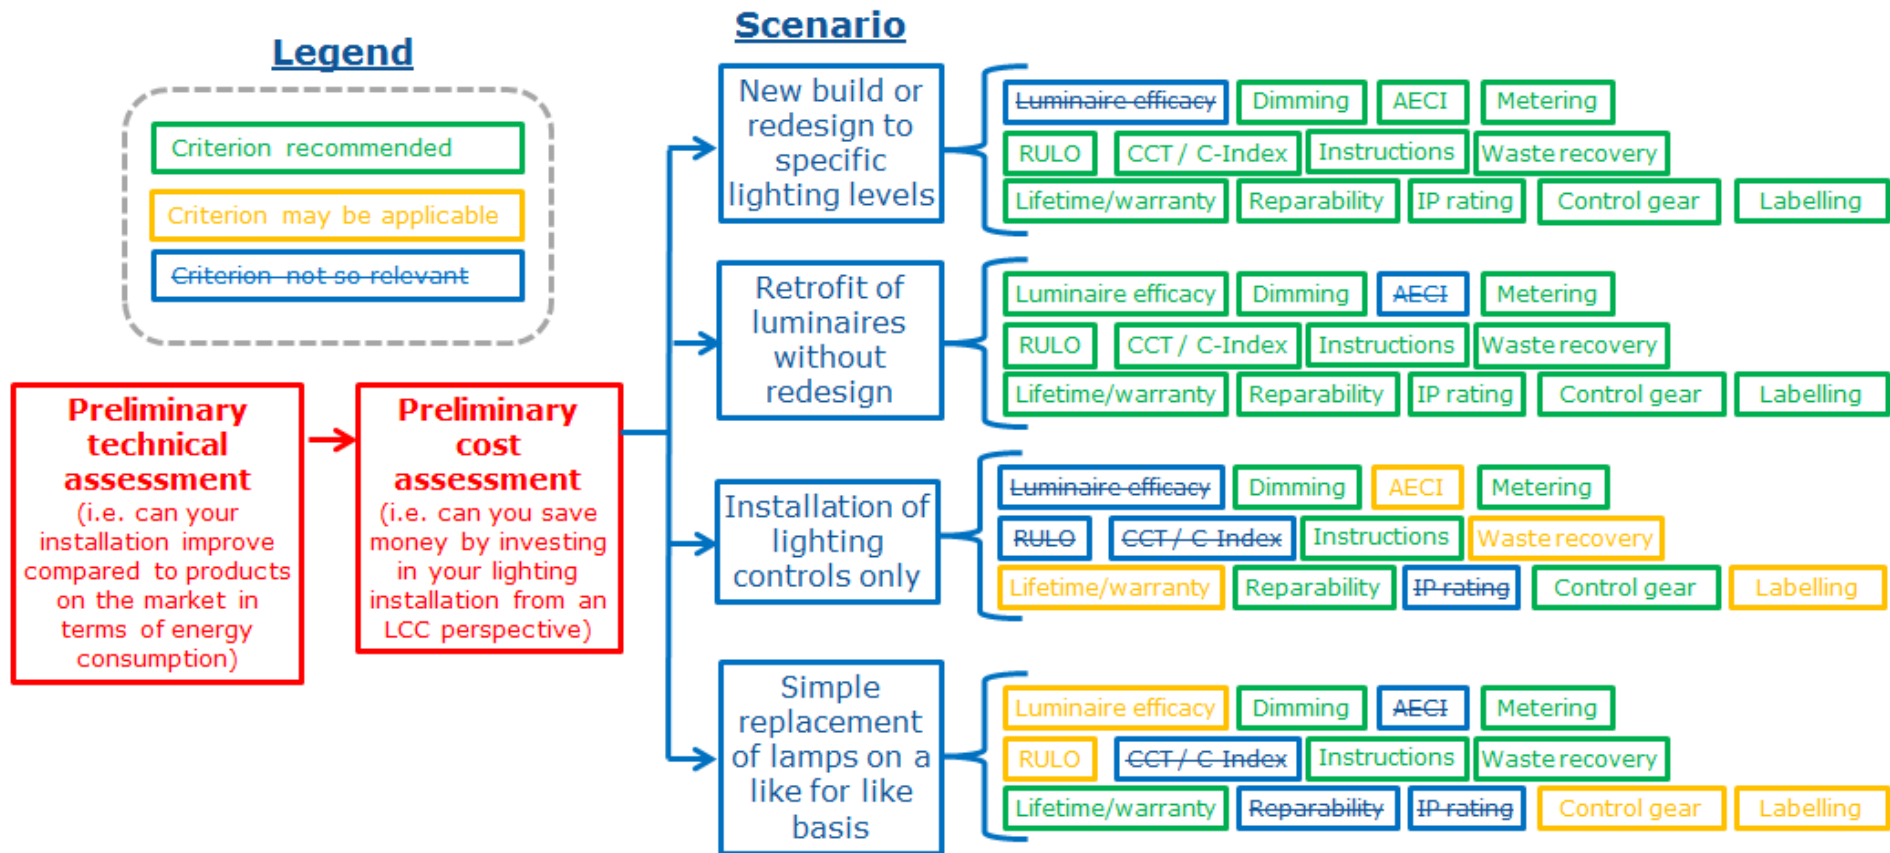 Legend
Criterion recommended
Criterion may be applicable
Criterion not so relevant
Preliminary
technical
assessment
(i.e. can your
installation improve
compared to products
on the market in
terms of energy
consumption)
Preliminary
cost
assessment
(i.e. can you save
money by investing
in your lighting
installation from an
LCC perspective)
Scenario
New build or
redesign to
specific
lighting levels
Luminaire efficacy Dimming AECI Metering
RULO CCT / C-Index Instructions Waste recovery
Lifetime/warranty Reparability IP rating Control gear Labelling
Retrofit of
luminaires
without
redesign
Luminaire efficacy Dimming AECI Metering
RULO CCT / C-Index Instructions Waste recovery
Lifetime/warranty Reparability IP rating Control gear Labelling
Installation of
lighting
controls only
Luminaire efficacy Dimming AECI Metering
RULO CCT / C-Index Instructions Waste recovery
Lifetime/warranty Reparability IP rating Control gear Labelling
Simple
replacement
of lamps on a
like for like
basis
Luminaire efficacy Dimming AECI Metering
RULO CCT / C-Index Instructions Waste recovery
Lifetime/warranty Reparability IP rating Control gear Labelling